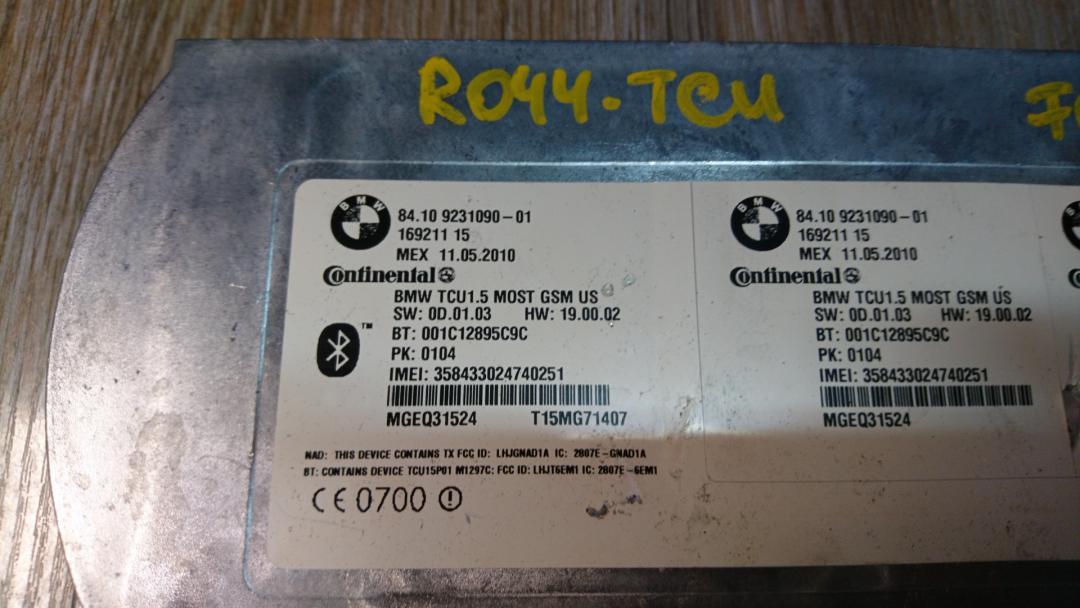 R044-TCU
BMW
84.10 9231090-01
169211 15
MEX 11.05.2010
Continental
BMW TCU1.5 MOST GSM US
SW: 0D.01.03 HW: 19.00.02
BT: 001C12895C9C
PK: 0104
IMEI: 358433024740251
MGEQ31524 T15MG71407
NAD: THIS DEVICE CONTAINS TX FCC ID: LHJGNAD1A IC: 2807E-GNAD1A
BT: CONTAINS DEVICE TCU15P01 M1297C: FCC ID: LHJT6EM1 IC: 2807E-6EM1
CE 0700
BMW
84.10 9231090-01
169211 15
MEX 11.05.2010
Continental
BMW TCU1.5 MOST GSM US
SW: 0D.01.03 HW: 19.00.02
BT: 001C12895C9C
PK: 0104
IMEI: 358433024740251
MGEQ31524